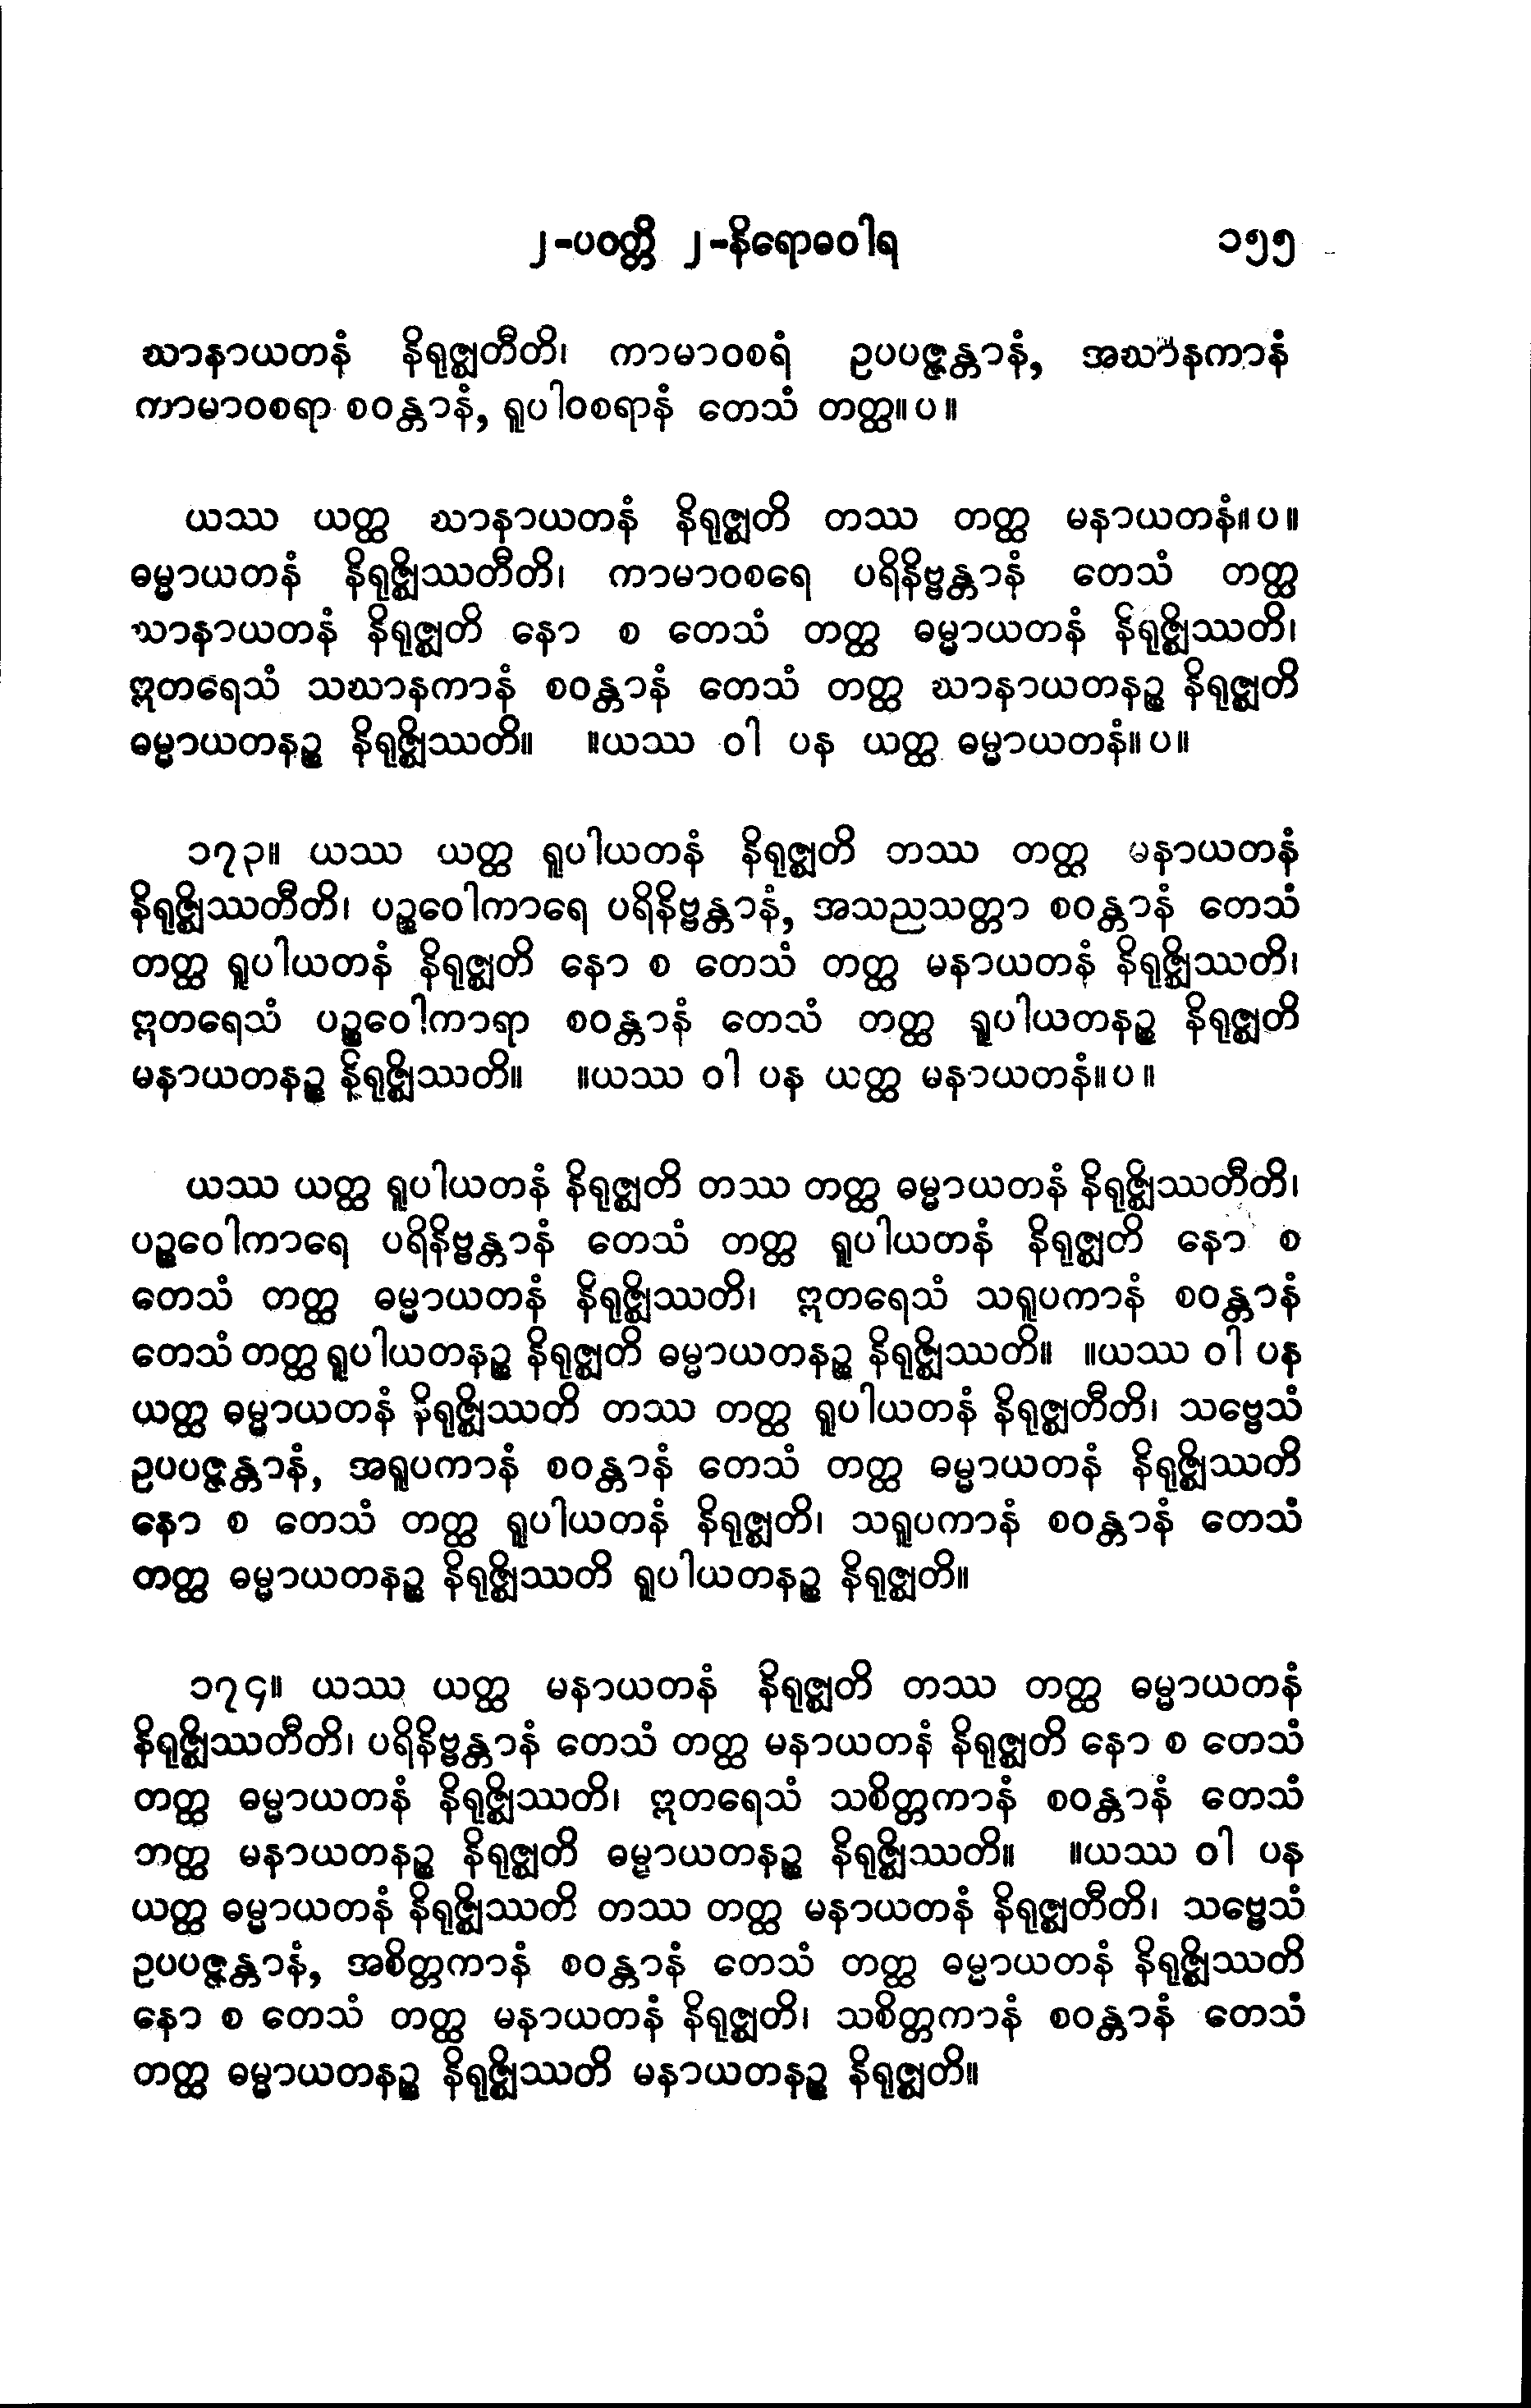 ၂-ပဝတ္တိ ၂-နိရောဓဝါရ ၁၅၅
ဃာနာယတနံ နိရုဇ္ဈတီတိ၊ ကာမာဝစရံ ဥပပဇ္ဇန္တာနံ, အဃာနကာနံ
ကာမာဝစရာ စဝန္တာနံ, ရူပါဝစရာနံ တေသံ တတ္ထ။ပ။
ယဿ ယတ္ထ ဃာနာယတနံ နိရုဇ္ဈတိ တဿ တတ္ထ မနာယတနံ။ပ။
ဓမ္မာယတနံ နိရုဇ္ဈိဿတီတိ၊ ကာမာဝစရေ ပရိနိဗ္ဗန္တာနံ တေသံ တတ္ထ
ဃာနာယတနံ နိရုဇ္ဈတိ နော စ တေသံ တတ္ထ ဓမ္မာယတနံ နိရုဇ္ဈိဿတိ၊
ဣတရေသံ သဃာနကာနံ စဝန္တာနံ တေသံ တတ္ထ ဃာနာယတနဉ္စ နိရုဇ္ဈတိ
ဓမ္မာယတနဉ္စ နိရုဇ္ဈိဿတိ။ ။ယဿ ဝါ ပန ယတ္ထ ဓမ္မာယတနံ။ပ။
၁၇၃။ ယဿ ယတ္ထ ရူပါယတနံ နိရုဇ္ဈတိ တဿ တတ္ထ မနာယတနံ
နိရုဇ္ဈိဿတီတိ၊ ပဉ္စဝေါကာရေ ပရိနိဗ္ဗန္တာနံ, အသညသတ္တာ စဝန္တာနံ တေသံ
တတ္ထ ရူပါယတနံ နိရုဇ္ဈတိ နော စ တေသံ တတ္ထ မနာယတနံ နိရုဇ္ဈိဿတိ၊
ဣတရေသံ ပဉ္စဝေါကာရာ စဝန္တာနံ တေသံ တတ္ထ ရူပါယတနဉ္စ နိရုဇ္ဈတိ
မနာယတနဉ္စ နိရုဇ္ဈိဿတိ။ ။ယဿ ဝါ ပန ယတ္ထ မနာယတနံ။ပ။
ယဿ ယတ္ထ ရူပါယတနံ နိရုဇ္ဈတိ တဿ တတ္ထ ဓမ္မာယတနံ နိရုဇ္ဈိဿတီတိ၊
ပဉ္စဝေါကာရေ ပရိနိဗ္ဗန္တာနံ တေသံ တတ္ထ ရူပါယတနံ နိရုဇ္ဈတိ နော စ
တေသံ တတ္ထ ဓမ္မာယတနံ နိရုဇ္ဈိဿတိ၊ ဣတရေသံ သရူပကာနံ စဝန္တာနံ
တေသံ တတ္ထ ရူပါယတနဉ္စ နိရုဇ္ဈတိ ဓမ္မာယတနဉ္စ နိရုဇ္ဈိဿတိ။ ။ယဿ ဝါ ပန
ယတ္ထ ဓမ္မာယတနံ နိရုဇ္ဈိဿတိ တဿ တတ္ထ ရူပါယတနံ နိရုဇ္ဈတီတိ၊ သဗ္ဗေသံ
ဥပပဇ္ဇန္တာနံ, အရူပကာနံ စဝန္တာနံ တေသံ တတ္ထ ဓမ္မာယတနံ နိရုဇ္ဈိဿတိ
နော စ တေသံ တတ္ထ ရူပါယတနံ နိရုဇ္ဈတိ၊ သရူပကာနံ စဝန္တာနံ တေသံ
တတ္ထ ဓမ္မာယတနဉ္စ နိရုဇ္ဈိဿတိ ရူပါယတနဉ္စ နိရုဇ္ဈတိ။
၁၇၄။ ယဿ ယတ္ထ မနာယတနံ နိရုဇ္ဈတိ တဿ တတ္ထ ဓမ္မာယတနံ
နိရုဇ္ဈိဿတီတိ၊ ပရိနိဗ္ဗန္တာနံ တေသံ တတ္ထ မနာယတနံ နိရုဇ္ဈတိ နော စ တေသံ
တတ္ထ ဓမ္မာယတနံ နိရုဇ္ဈိဿတိ၊ ဣတရေသံ သစိတ္တကာနံ စဝန္တာနံ တေသံ
တတ္ထ မနာယတနဉ္စ နိရုဇ္ဈတိ ဓမ္မာယတနဉ္စ နိရုဇ္ဈိဿတိ။ ။ယဿ ဝါ ပန
ယတ္ထ ဓမ္မာယတနံ နိရုဇ္ဈိဿတိ တဿ တတ္ထ မနာယတနံ နိရုဇ္ဈတီတိ၊ သဗ္ဗေသံ
ဥပပဇ္ဇန္တာနံ, အစိတ္တကာနံ စဝန္တာနံ တေသံ တတ္ထ ဓမ္မာယတနံ နိရုဇ္ဈိဿတိ
နော စ တေသံ တတ္ထ မနာယတနံ နိရုဇ္ဈတိ၊ သစိတ္တကာနံ စဝန္တာနံ တေသံ
တတ္ထ ဓမ္မာယတနဉ္စ နိရုဇ္ဈိဿတိ မနာယတနဉ္စ နိရုဇ္ဈတိ။